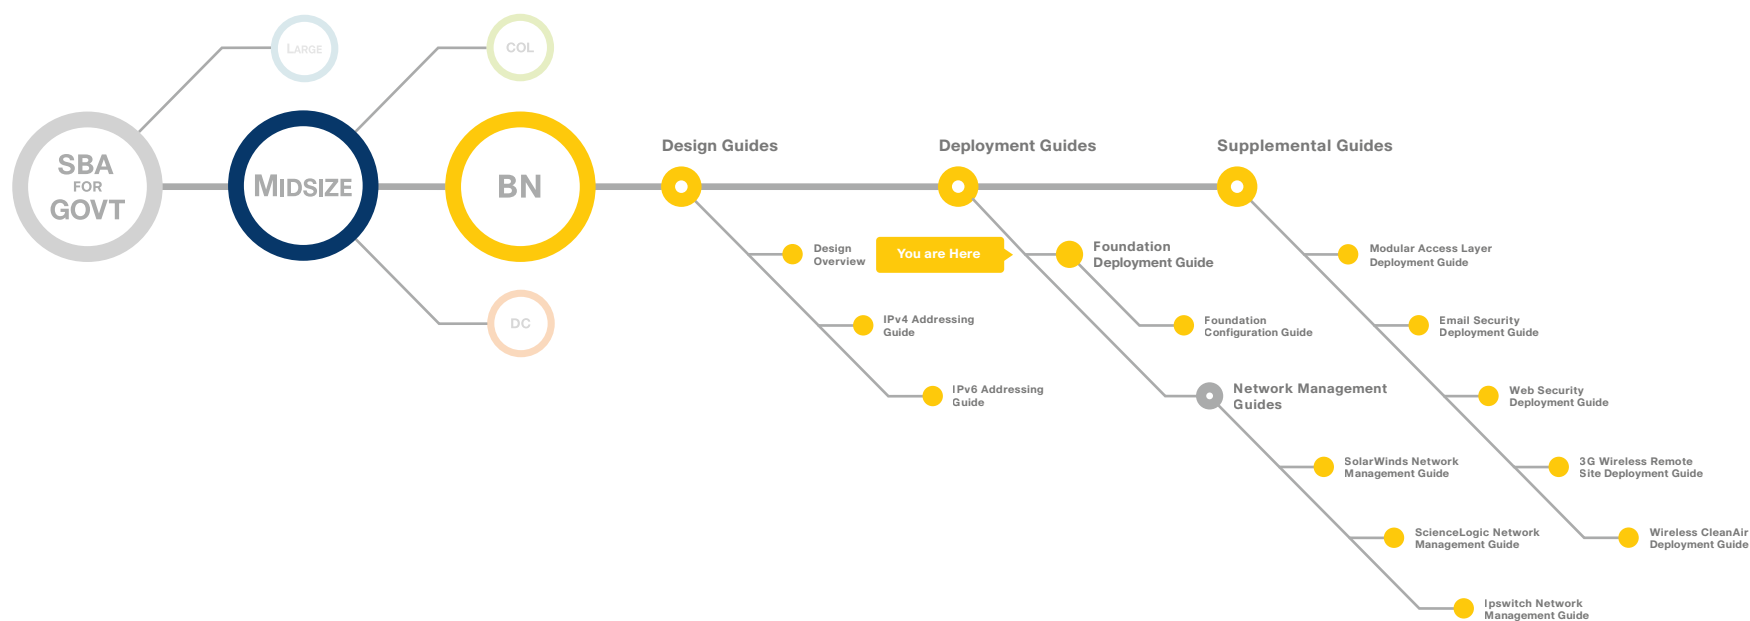 LARGE
COL
SBA
FOR
GOVT
MIDSIZE
BN
DC
Design Guides
Design
Overview
IPv4 Addressing
Guide
IPv6 Addressing
Guide
Deployment Guides
You are Here
Foundation
Deployment Guide
Foundation
Configuration Guide
Network Management
Guides
SolarWinds Network
Management Guide
ScienceLogic Network
Management Guide
Ipswitch Network
Management Guide
Supplemental Guides
Modular Access Layer
Deployment Guide
Email Security
Deployment Guide
Web Security
Deployment Guide
3G Wireless Remote
Site Deployment Guide
Wireless CleanAir
Deployment Guide